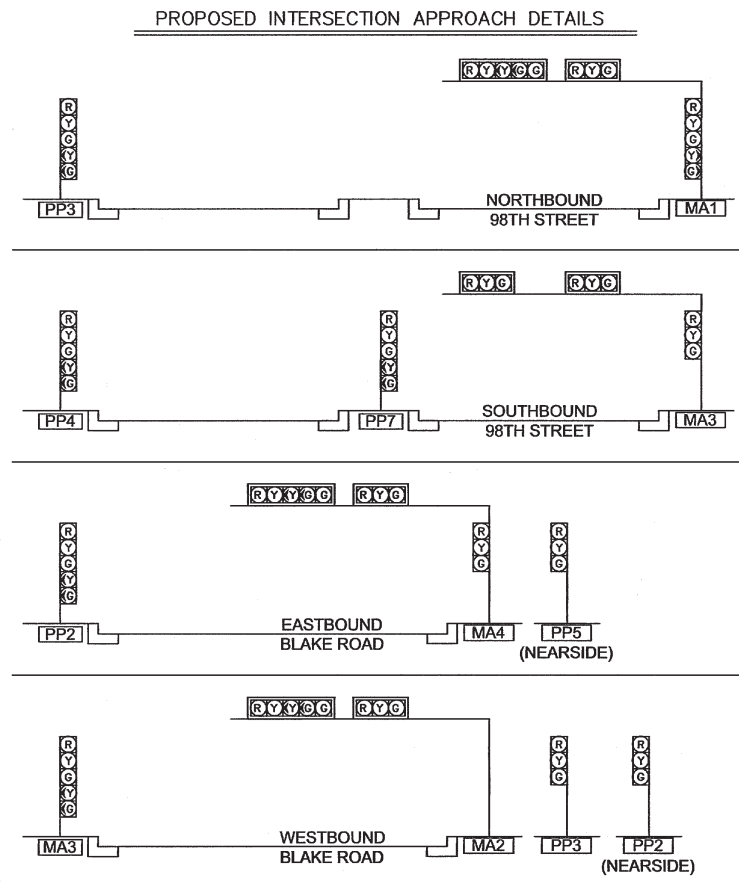 PROPOSED INTERSECTION APPROACH DETAILS
R Y Y G G
R Y G
R
Y
G
Y
G
R
Y
G
Y
G
PP3
NORTHBOUND
98TH STREET
MA1
R Y G
R Y G
R
Y
G
Y
G
R
Y
G
Y
G
R
Y
G
PP4
PP7
SOUTHBOUND
98TH STREET
MA3
R Y Y G G
R Y G
R
Y
G
Y
G
R
Y
G
R
Y
G
PP2
EASTBOUND
BLAKE ROAD
MA4
PP5
(NEARSIDE)
R Y Y G G
R Y G
R
Y
G
Y
G
R
Y
G
R
Y
G
MA3
WESTBOUND
BLAKE ROAD
MA2
PP3
PP2
(NEARSIDE)